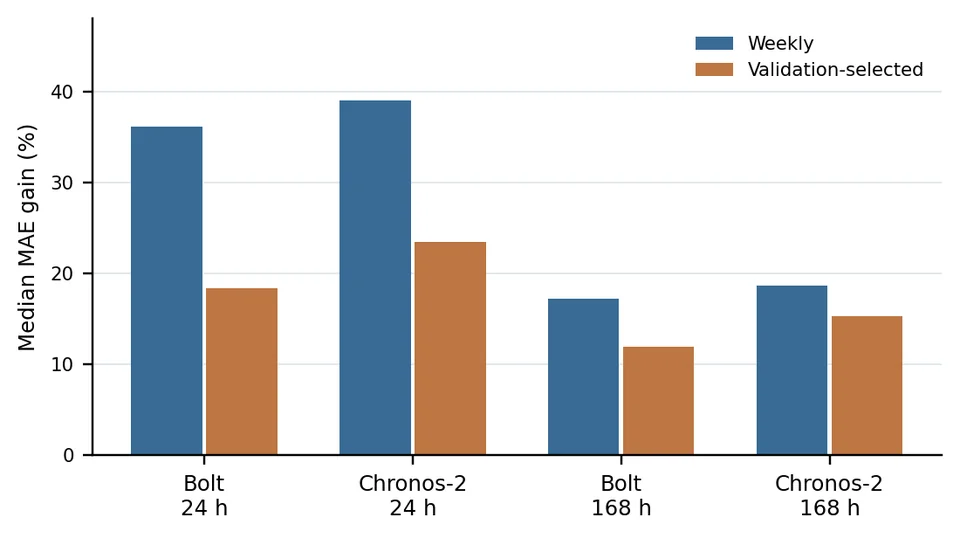 Weekly
Validation-selected
Median MAE gain (%)
40
30
20
10
0
Bolt
24 h
Chronos-2
24 h
Bolt
168 h
Chronos-2
168 h